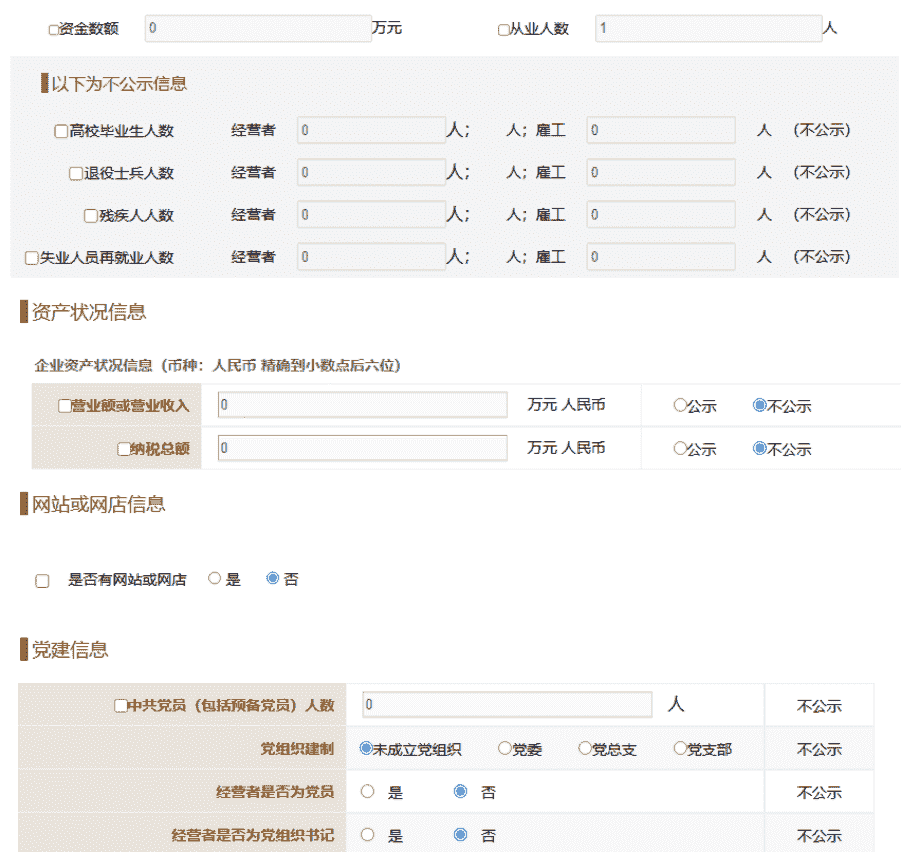 资金数额 0 万元 从业人数 1 人
以下为不公示信息
高校毕业生人数 经营者 0 人； 人；雇工 0 人 （不公示）
退役士兵人数 经营者 0 人； 人；雇工 0 人 （不公示）
残疾人人数 经营者 0 人； 人；雇工 0 人 （不公示）
失业人员再就业人数 经营者 0 人； 人；雇工 0 人 （不公示）
资产状况信息
企业资产状况信息（币种：人民币 精确到小数点后六位）
营业额或营业收入 0 万元 人民币 公示 不公示
纳税总额 0 万元 人民币 公示 不公示
网站或网店信息
是否有网站或网店 是 否
党建信息
中共党员（包括预备党员）人数 0 人 不公示
党组织建制 未成立党组织 党委 党总支 党支部 不公示
经营者是否为党员 是 否 不公示
经营者是否为党组织书记 是 否 不公示